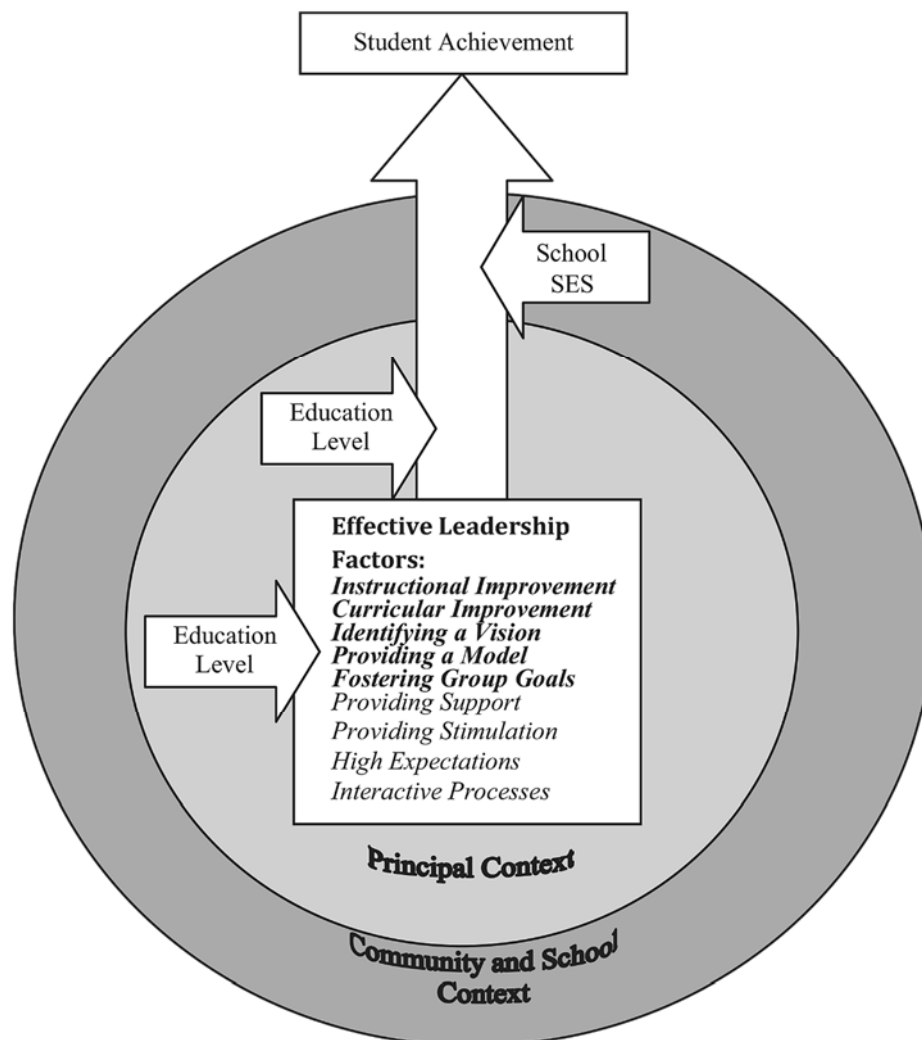 Student Achievement
School
SES
Education
Level
Effective Leadership
Factors:
Instructional Improvement
Curricular Improvement
Identifying a Vision
Providing a Model
Fostering Group Goals
Providing Support
Providing Stimulation
High Expectations
Interactive Processes
Education
Level
Principal Context
Community and School
Context